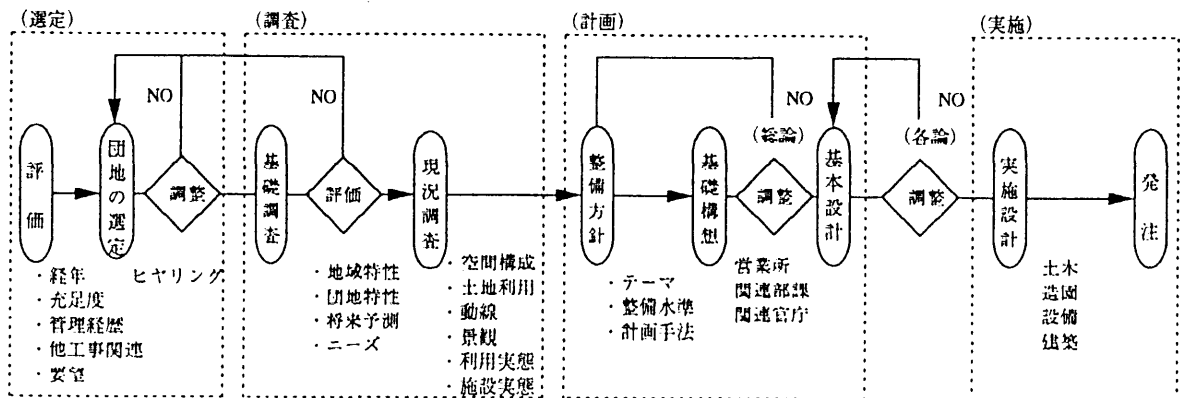 (選定)
(調査)
(計画)
(実施)
NO
NO
NO
NO
(総論)
(各論)
評価
団地の選定
調整
基礎調査
評価
現況調査
整備方針
基礎構想
調整
基本設計
調整
実施設計
発注
・経年
・充足度
・管理経歴
・他工事関連
・要望
ヒヤリング
・地域特性
・団地特性
・将来予測
・ニーズ
・空間構成
・土地利用
・動線
・景観
・利用実態
・施設実態
・テーマ
・整備水準
・計画手法
営業所
関連部課
関連官庁
土木
造園
設備
建築